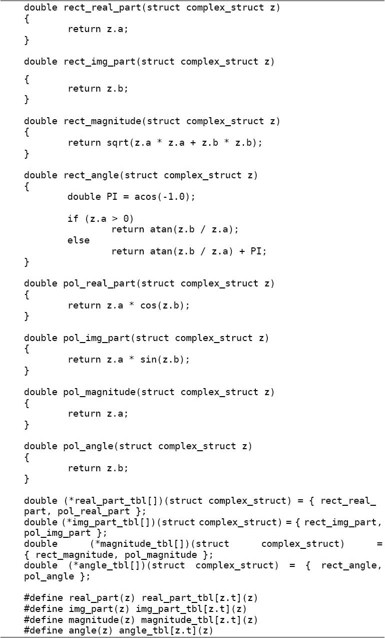 double rect_real_part(struct complex_struct z)
{
return z.a;
}
double rect_img_part(struct complex_struct z)
{
return z.b;
}
double rect_magnitude(struct complex_struct z)
{
return sqrt(z.a * z.a + z.b * z.b);
}
double rect_angle(struct complex_struct z)
{
double PI = acos(-1.0);
if (z.a > 0)
return atan(z.b / z.a);
else
return atan(z.b / z.a) + PI;
}
double pol_real_part(struct complex_struct z)
{
return z.a * cos(z.b);
}
double pol_img_part(struct complex_struct z)
{
return z.a * sin(z.b);
}
double pol_magnitude(struct complex_struct z)
{
return z.a;
}
double pol_angle(struct complex_struct z)
{
return z.b;
}
double (*real_part_tbl[])(struct complex_struct) = { rect_real_
part, pol_real_part };
double (*img_part_tbl[])(struct complex_struct) = { rect_img_part,
pol_img_part };
double (*magnitude_tbl[])(struct complex_struct) =
{ rect_magnitude, pol_magnitude };
double (*angle_tbl[])(struct complex_struct) = { rect_angle,
pol_angle };
#define real_part(z) real_part_tbl[z.t](z)
#define img_part(z) img_part_tbl[z.t](z)
#define magnitude(z) magnitude_tbl[z.t](z)
#define angle(z) angle_tbl[z.t](z)